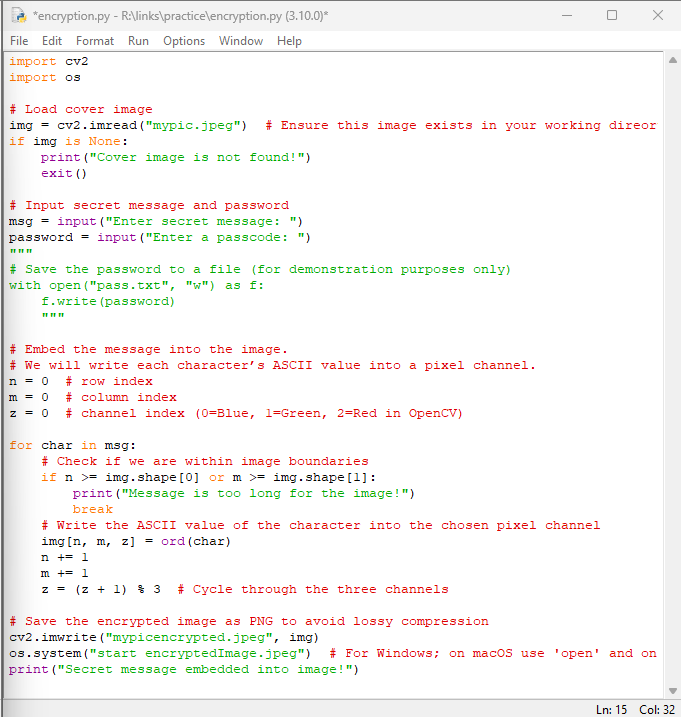 *encryption.py - R:\links\practice\encryption.py (3.10.0)*
File Edit Format Run Options Window Help
import cv2
import os

# Load cover image
img = cv2.imread("mypic.jpeg")  # Ensure this image exists in your working direor
if img is None:
    print("Cover image is not found!")
    exit()

# Input secret message and password
msg = input("Enter secret message: ")
password = input("Enter a passcode: ")
"""
# Save the password to a file (for demonstration purposes only)
with open("pass.txt", "w") as f:
    f.write(password)
    """

# Embed the message into the image.
# We will write each character’s ASCII value into a pixel channel.
n = 0  # row index
m = 0  # column index
z = 0  # channel index (0=Blue, 1=Green, 2=Red in OpenCV)

for char in msg:
    # Check if we are within image boundaries
    if n >= img.shape[0] or m >= img.shape[1]:
        print("Message is too long for the image!")
        break
    # Write the ASCII value of the character into the chosen pixel channel
    img[n, m, z] = ord(char)
    n += 1
    m += 1
    z = (z + 1) % 3  # Cycle through the three channels

# Save the encrypted image as PNG to avoid lossy compression
cv2.imwrite("mypicencrypted.jpeg", img)
os.system("start encryptedImage.jpeg")  # For Windows; on macOS use 'open' and on
print("Secret message embedded into image!")
Ln: 15 Col: 32